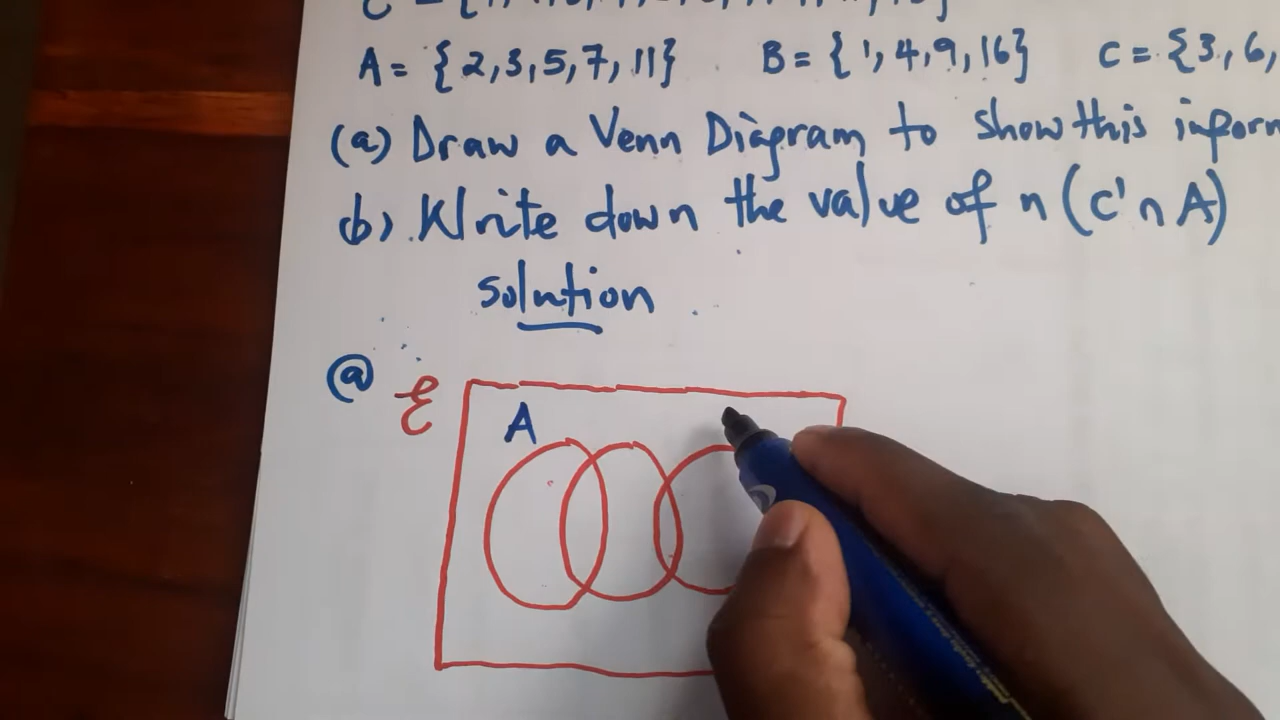 A = {2,3,5,7,11} B = {1,4,9,16} C = {3,6,
(a) Draw a Venn Diagram to show this
(b) Write down the value of n(C'∩A)
Solution
(a) ℰ
A